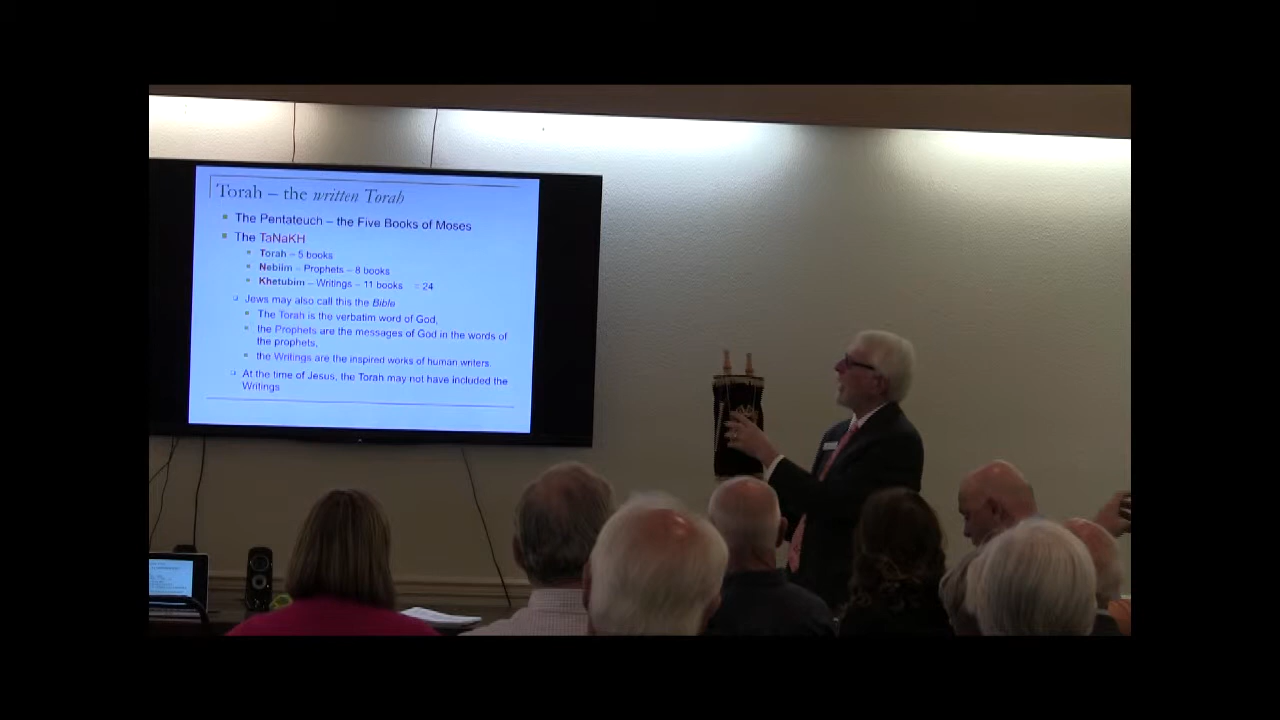 Torah – the written Torah
The Pentateuch – the Five Books of Moses
The TaNaKH
Torah – 5 books
Nebiim – Prophets – 8 books
Khetubim – Writings – 11 books = 24
Jews may also call this the Bible
The Torah is the verbatim word of God,
the Prophets are the messages of God in the words of
the prophets,
the Writings are the inspired works of human writers.
At the time of Jesus, the Torah may not have included the
Writings